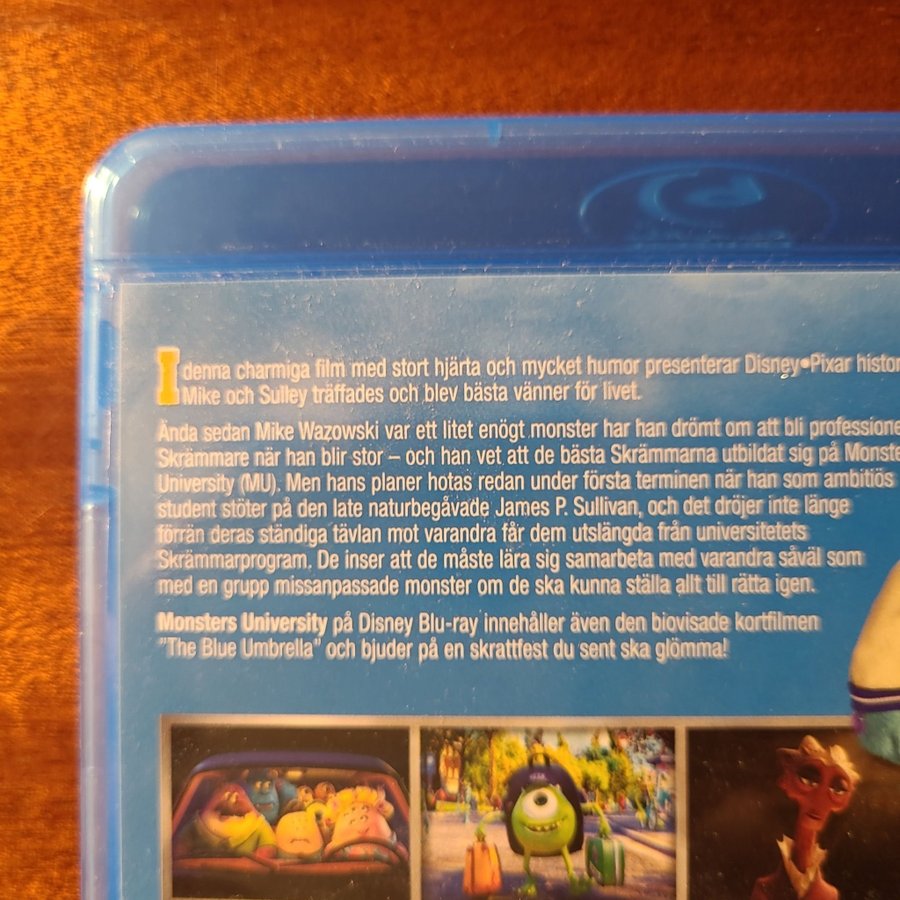 I denna charmiga film med stort hjärta och mycket humor presenterar Disney•Pixar histor
Mike och Sulley träffades och blev bästa vänner för livet.
Ända sedan Mike Wazowski var ett litet enögt monster har han drömt om att bli professione
Skrämmare när han blir stor – och han vet att de bästa Skrämmarna utbildat sig på Monste
University (MU). Men hans planer hotas redan under första terminen när han som ambitiös
student stöter på den late naturbegåvade James P. Sullivan, och det dröjer inte länge
förrän deras ständiga tävlan mot varandra får dem utslängda från universitetets
Skrämmarprogram. De inser att de måste lära sig samarbeta med varandra såväl som
med en grupp missanpassade monster om de ska kunna ställa allt till rätta igen.
Monsters University på Disney Blu-ray innehåller även den biovisade kortfilmen
"The Blue Umbrella" och bjuder på en skrattfest du sent ska glömma!